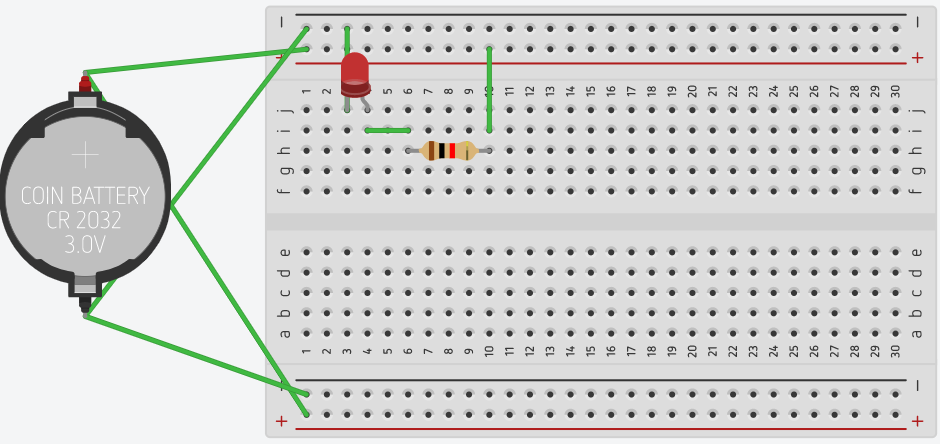 − −
+ +
1 2 3 4 5 6 7 8 9 10 11 12 13 14 15 16 17 18 19 20 21 22 23 24 25 26 27 28 29 30
j j
i i
h h
g g
f f
COIN BATTERY
CR 2032
3.0V
e e
d d
c c
b b
a a
1 2 3 4 5 6 7 8 9 10 11 12 13 14 15 16 17 18 19 20 21 22 23 24 25 26 27 28 29 30
− −
+ +